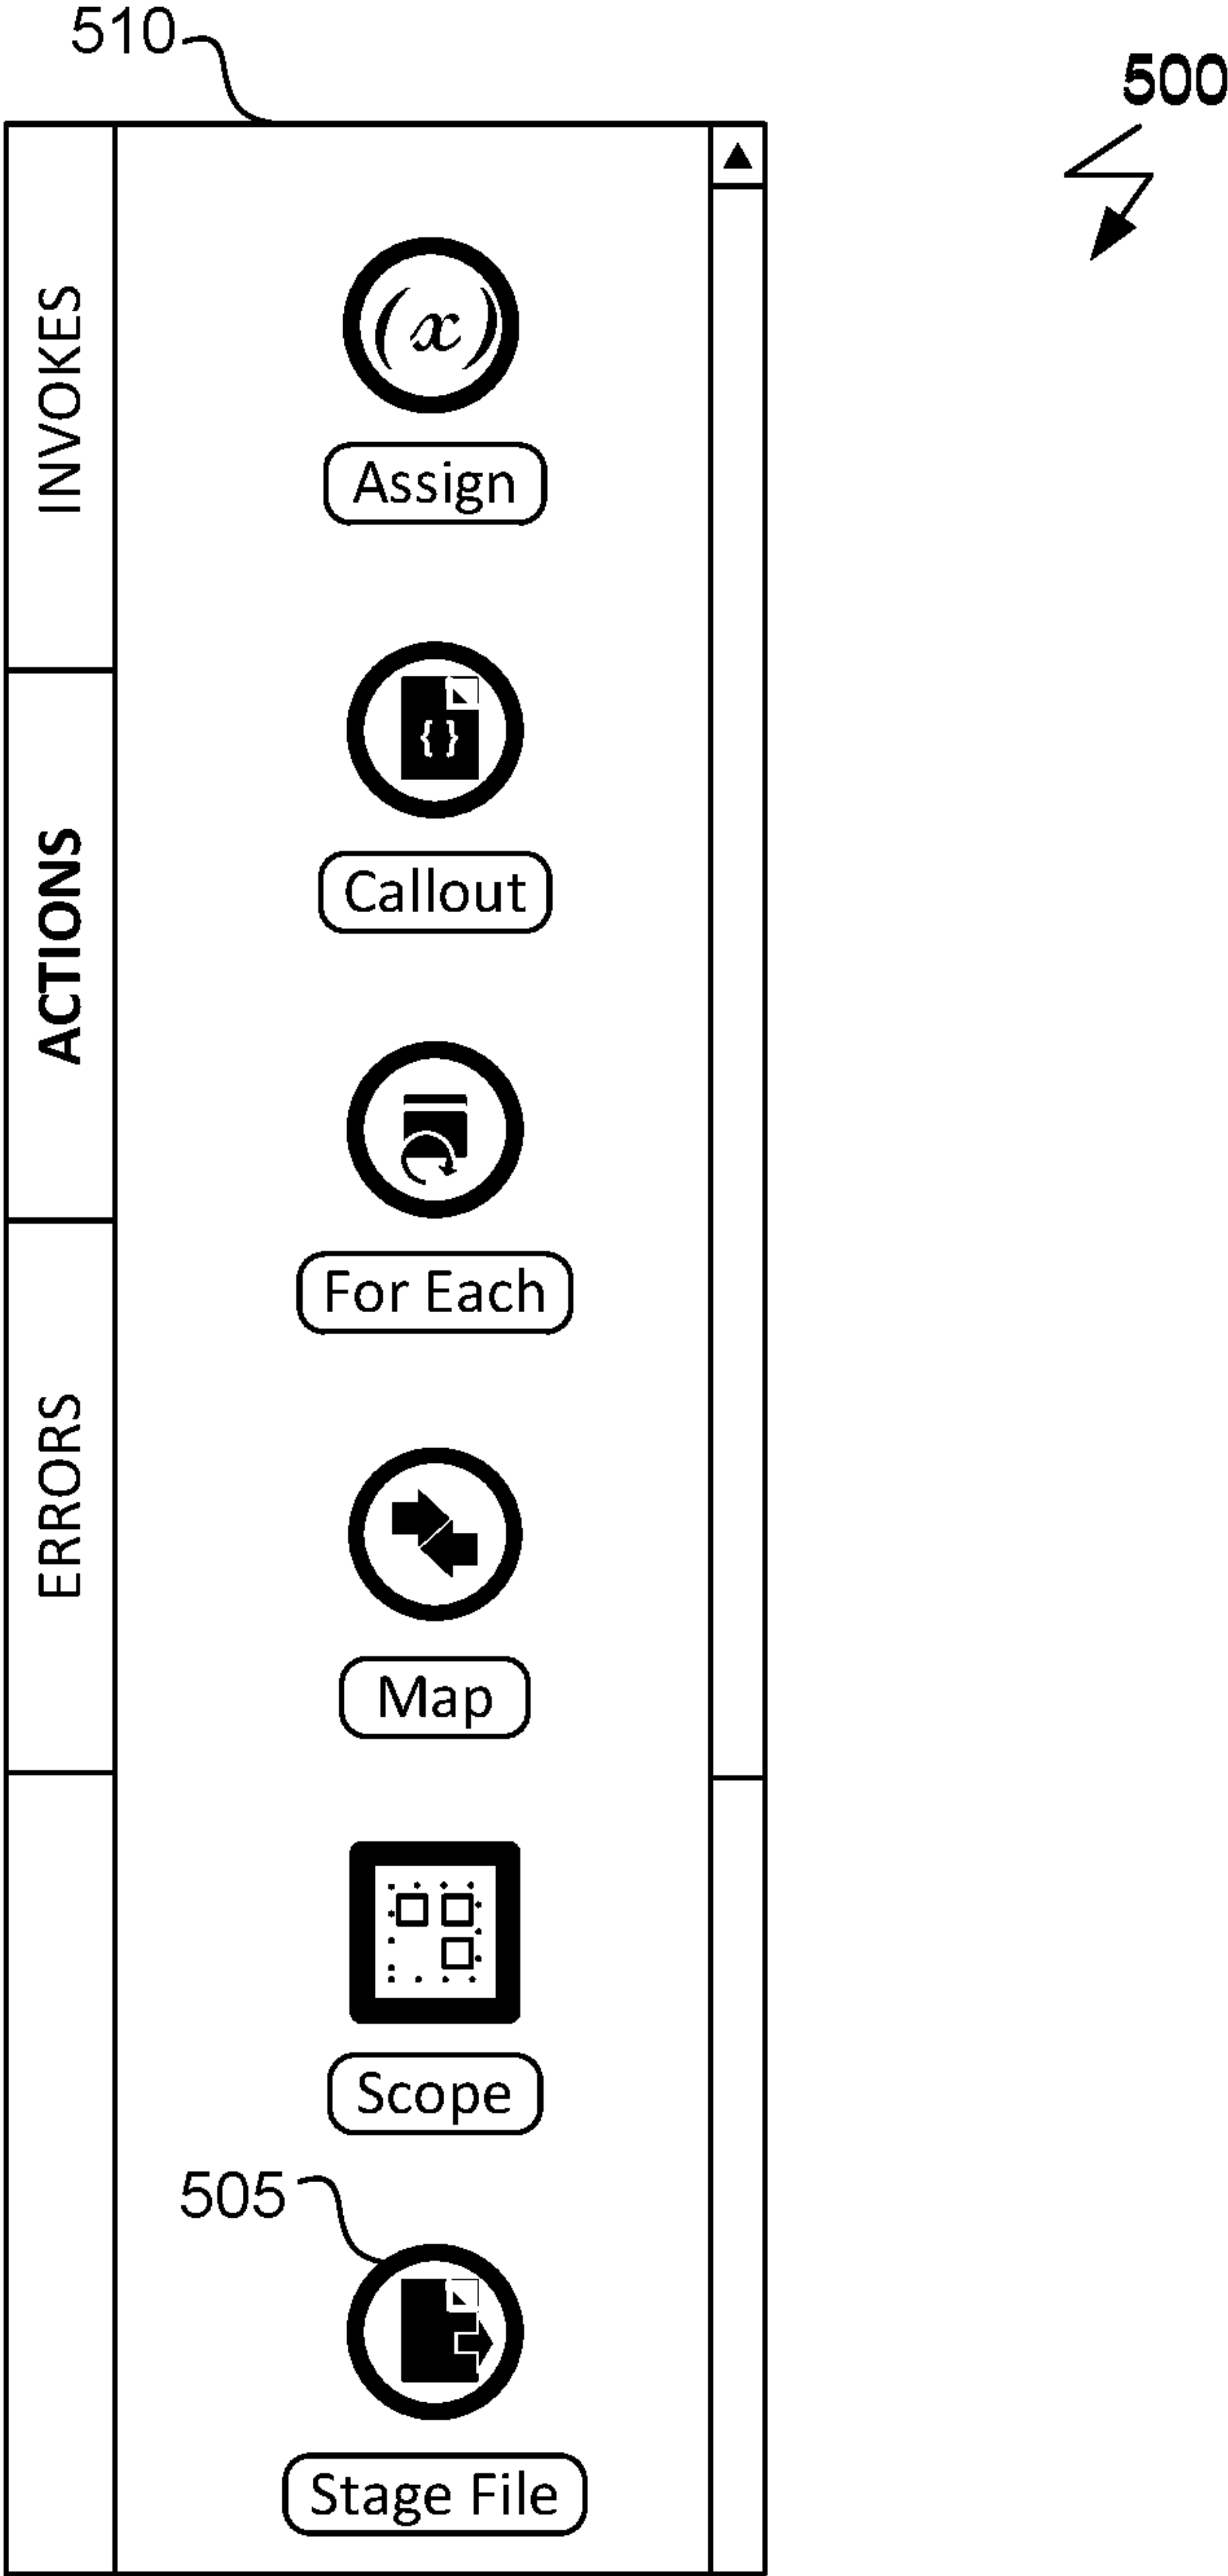 510
500
INVOKES
(x)
Assign
ACTIONS
{}
Callout
For Each
ERRORS
Map
Scope
505
Stage File